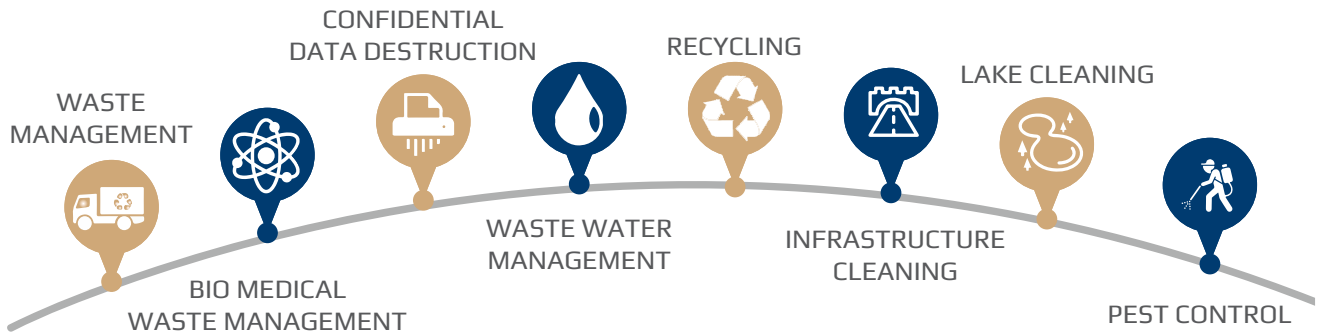 WASTE
MANAGEMENT
BIO MEDICAL
WASTE MANAGEMENT
CONFIDENTIAL
DATA DESTRUCTION
WASTE WATER
MANAGEMENT
RECYCLING
INFRASTRUCTURE
CLEANING
LAKE CLEANING
PEST CONTROL